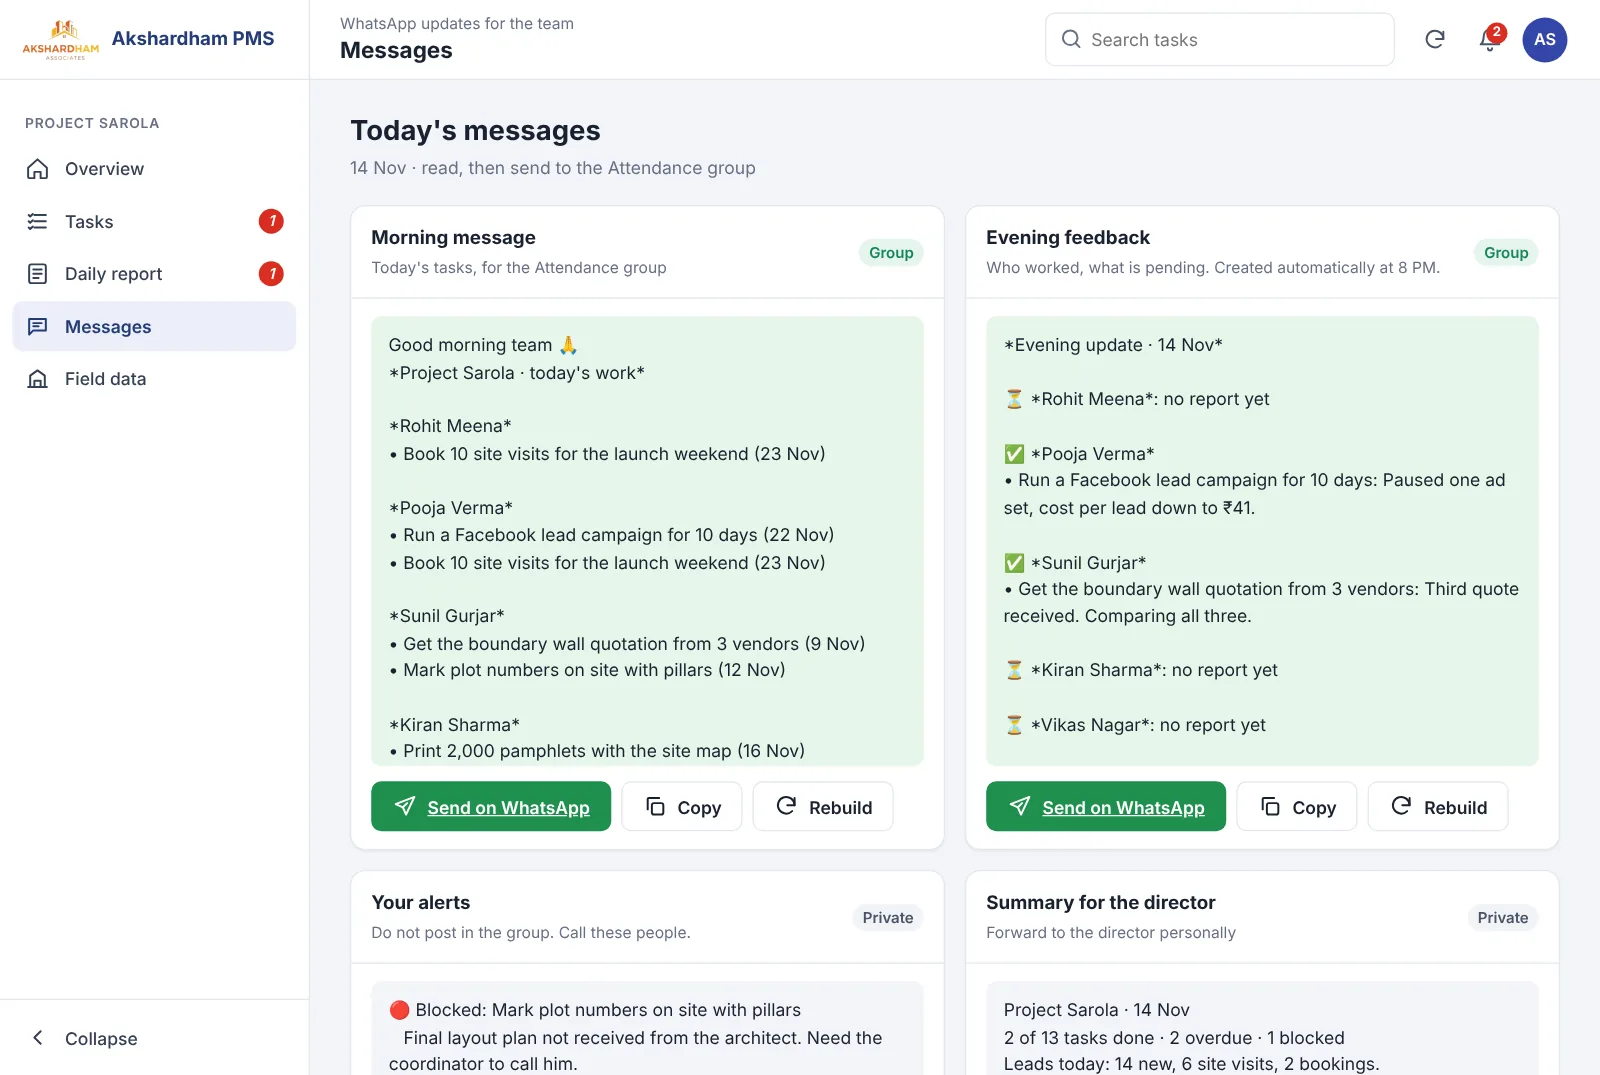 AKSHARDHAM
ASSOCIATES
Akshardham PMS
WhatsApp updates for the team
Messages
Search tasks
2
AS
PROJECT SAROLA
Overview
Tasks
1
Daily report
1
Messages
Field data
Collapse
Today's messages
14 Nov · read, then send to the Attendance group
Morning message
Today's tasks, for the Attendance group
Group
Good morning team 🙏
*Project Sarola · today's work*
*Rohit Meena*
• Book 10 site visits for the launch weekend (23 Nov)
*Pooja Verma*
• Run a Facebook lead campaign for 10 days (22 Nov)
• Book 10 site visits for the launch weekend (23 Nov)
*Sunil Gurjar*
• Get the boundary wall quotation from 3 vendors (9 Nov)
• Mark plot numbers on site with pillars (12 Nov)
*Kiran Sharma*
• Print 2,000 pamphlets with the site map (16 Nov)
Send on WhatsApp
Copy
Rebuild
Evening feedback
Who worked, what is pending. Created automatically at 8 PM.
Group
*Evening update · 14 Nov*
⏳ *Rohit Meena*: no report yet
✅ *Pooja Verma*
• Run a Facebook lead campaign for 10 days: Paused one ad
set, cost per lead down to ₹41.
✅ *Sunil Gurjar*
• Get the boundary wall quotation from 3 vendors: Third quote
received. Comparing all three.
⏳ *Kiran Sharma*: no report yet
⏳ *Vikas Nagar*: no report yet
Send on WhatsApp
Copy
Rebuild
Your alerts
Do not post in the group. Call these people.
Private
🔴 Blocked: Mark plot numbers on site with pillars
Final layout plan not received from the architect. Need the
coordinator to call him.
Summary for the director
Forward to the director personally
Private
Project Sarola · 14 Nov
2 of 13 tasks done · 2 overdue · 1 blocked
Leads today: 14 new, 6 site visits, 2 bookings.